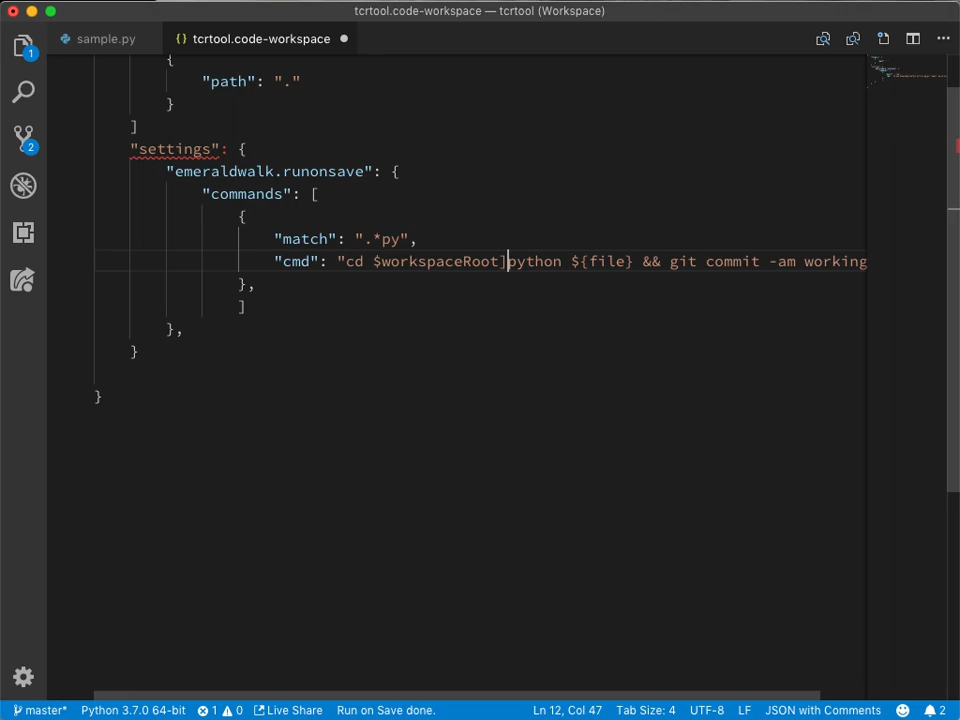 tcrtool.code-workspace — tcrtool (Workspace)
sample.py
{} tcrtool.code-workspace ●
{
"path": "."
}
]
"settings": {
"emeraldwalk.runonsave": {
"commands": [
{
"match": ".*py",
"cmd": "cd $workspaceRoot]python ${file} && git commit -am working
},
]
},
}
}
1
2
master* Python 3.7.0 64-bit 1 0 Live Share Run on Save done. Ln 12, Col 47 Tab Size: 4 UTF-8 LF JSON with Comments 2